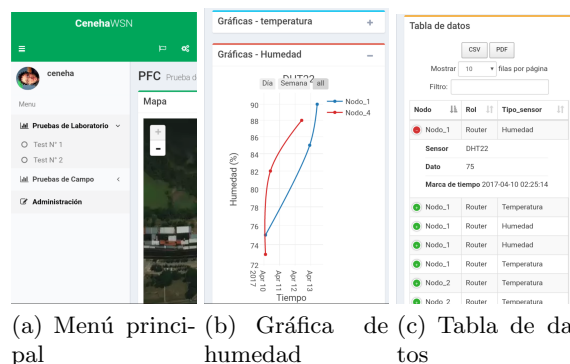 CenehaWSN
ceneha
Menu
Pruebas de Laboratorio
Test N° 1
Test N° 2
Pruebas de Campo
Administración
PFC Prueba d
Mapa
+
-
Gráficas - temperatura +
Gráficas - Humedad −
DHT22
Día Semana all
Nodo_1
Nodo_4
Humedad (%)
90
88
86
84
82
80
78
76
74
72
Apr 10
2017
Apr 11
Apr 12
Apr 13
Tiempo
Tabla de datos
CSV PDF
Mostrar 10 filas por página
Filtro:
Nodo Rol Tipo_sensor
Nodo_1 Router Humedad
Sensor DHT22
Dato 75
Marca de tiempo 2017-04-10 02:25:14
Nodo_1 Router Temperatura
Nodo_1 Router Humedad
Nodo_1 Router Humedad
Nodo_1 Router Temperatura
Nodo_2 Router Temperatura
Nodo_2 Router Temperatura
(a) Menú princi-
pal
(b) Gráfica de
humedad
(c) Tabla de da
tos